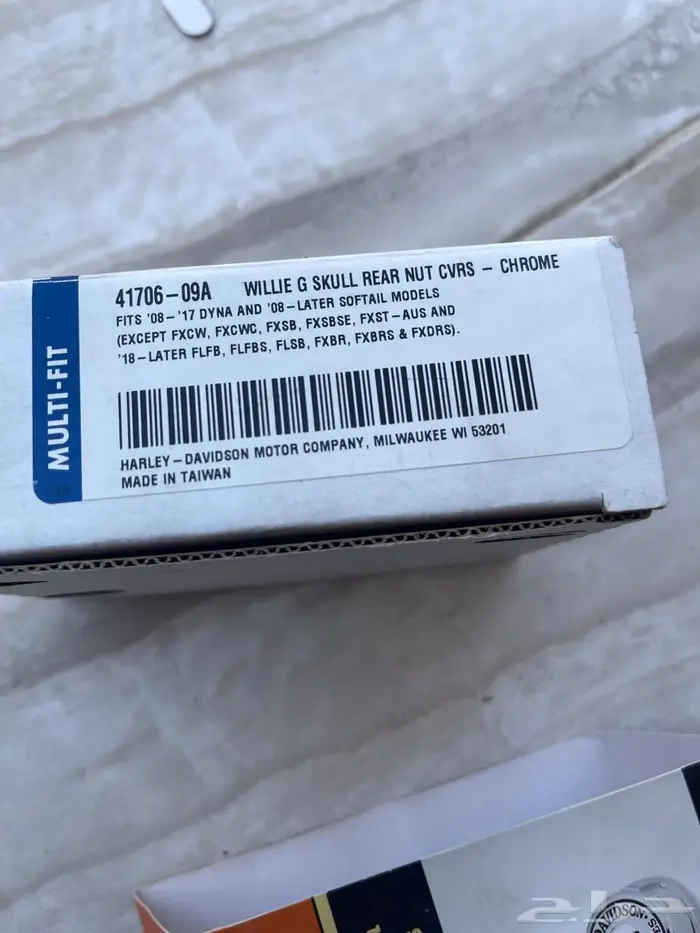 41706-09A WILLIE G SKULL REAR NUT CVRS - CHROME
FITS '08-'17 DYNA AND '08-LATER SOFTAIL MODELS
(EXCEPT FXCW, FXCWC, FXSB, FXSBSE, FXST-AUS AND
'18-LATER FLFB, FLFBS, FLSB, FXBR, FXBRS & FXDRS).
MULTI-FIT
HARLEY-DAVIDSON MOTOR COMPANY, MILWAUKEE WI 53201
MADE IN TAIWAN
DAVIDSON
حراج